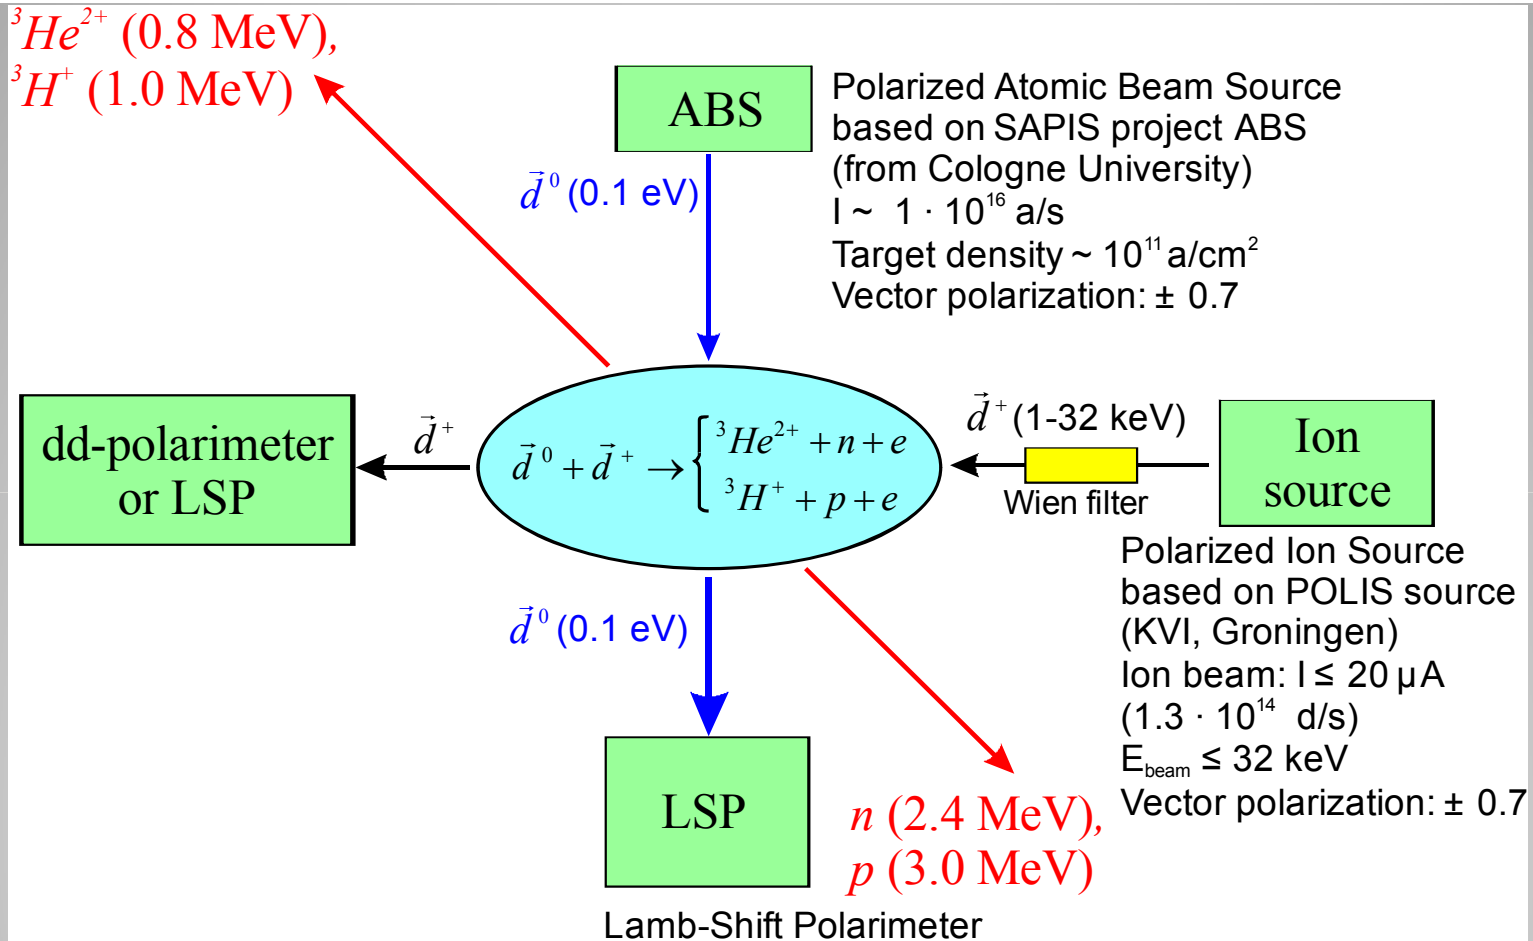 ³He²⁺ (0.8 MeV),
³H⁺ (1.0 MeV)
ABS
Polarized Atomic Beam Source
based on SAPIS project ABS
(from Cologne University)
I ~ 1 · 10¹⁶ a/s
Target density ~ 10¹¹ a/cm²
Vector polarization: ± 0.7
d⃗⁰ (0.1 eV)
dd-polarimeter
or LSP
d⃗⁺
d⃗⁰ + d⃗⁺ → { ³He²⁺ + n + e
³H⁺ + p + e
d⃗⁺ (1-32 keV)
Wien filter
Ion
source
Polarized Ion Source
based on POLIS source
(KVI, Groningen)
Ion beam: I ≤ 20 µA
(1.3 · 10¹⁴ d/s)
E_beam ≤ 32 keV
Vector polarization: ± 0.7
d⃗⁰ (0.1 eV)
LSP
Lamb-Shift Polarimeter
n (2.4 MeV),
p (3.0 MeV)